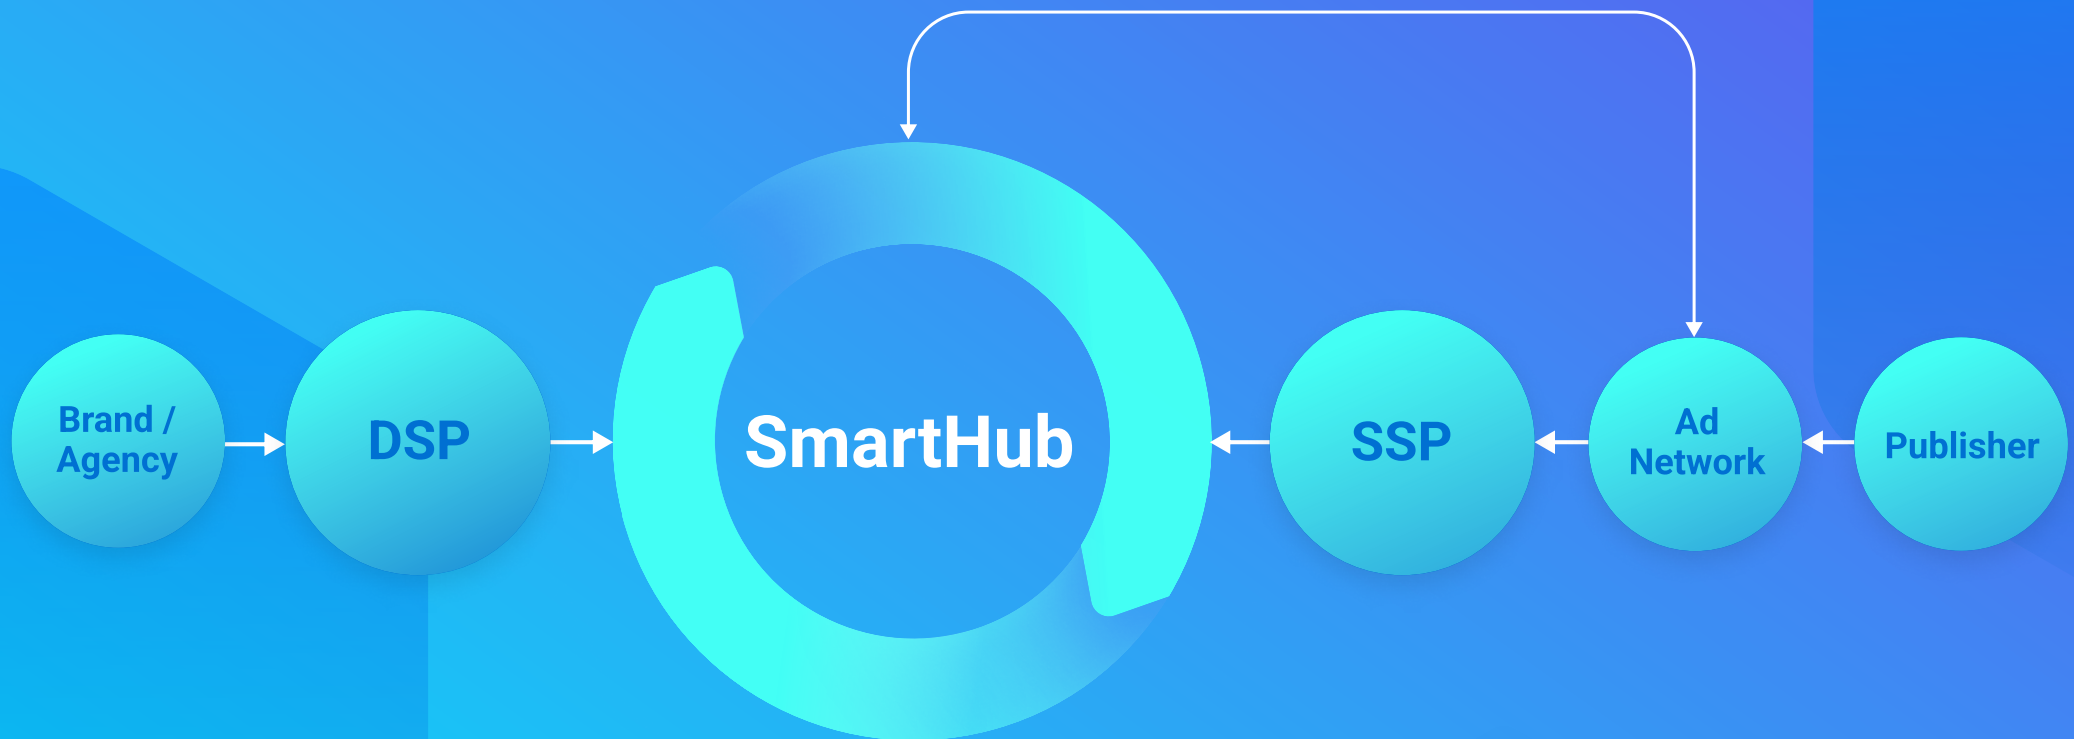 Brand /
Agency
DSP
SmartHub
SSP
Ad
Network
Publisher